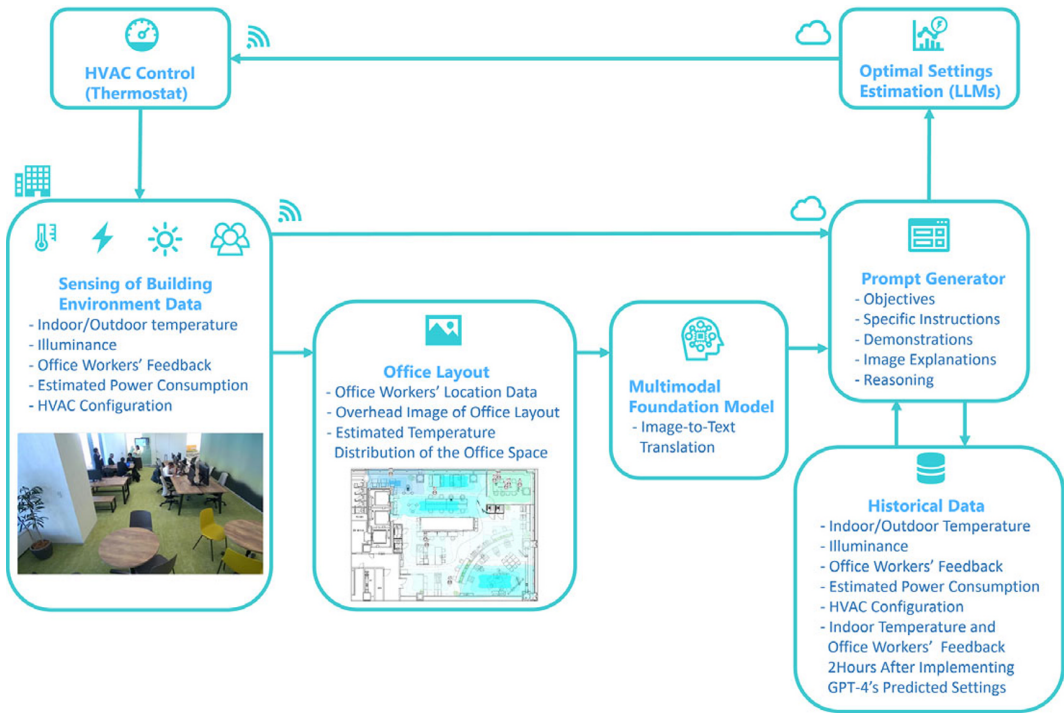 HVAC Control
(Thermostat)
Optimal Settings
Estimation (LLMs)
Sensing of Building
Environment Data
- Indoor/Outdoor temperature
- Illuminance
- Office Workers' Feedback
- Estimated Power Consumption
- HVAC Configuration
Office Layout
- Office Workers' Location Data
- Overhead Image of Office Layout
- Estimated Temperature
Distribution of the Office Space
Multimodal
Foundation Model
- Image-to-Text
Translation
Prompt Generator
- Objectives
- Specific Instructions
- Demonstrations
- Image Explanations
- Reasoning
Historical Data
- Indoor/Outdoor Temperature
- Illuminance
- Office Workers' Feedback
- Estimated Power Consumption
- HVAC Configuration
- Indoor Temperature and
Office Workers' Feedback
2Hours After Implementing
GPT-4's Predicted Settings